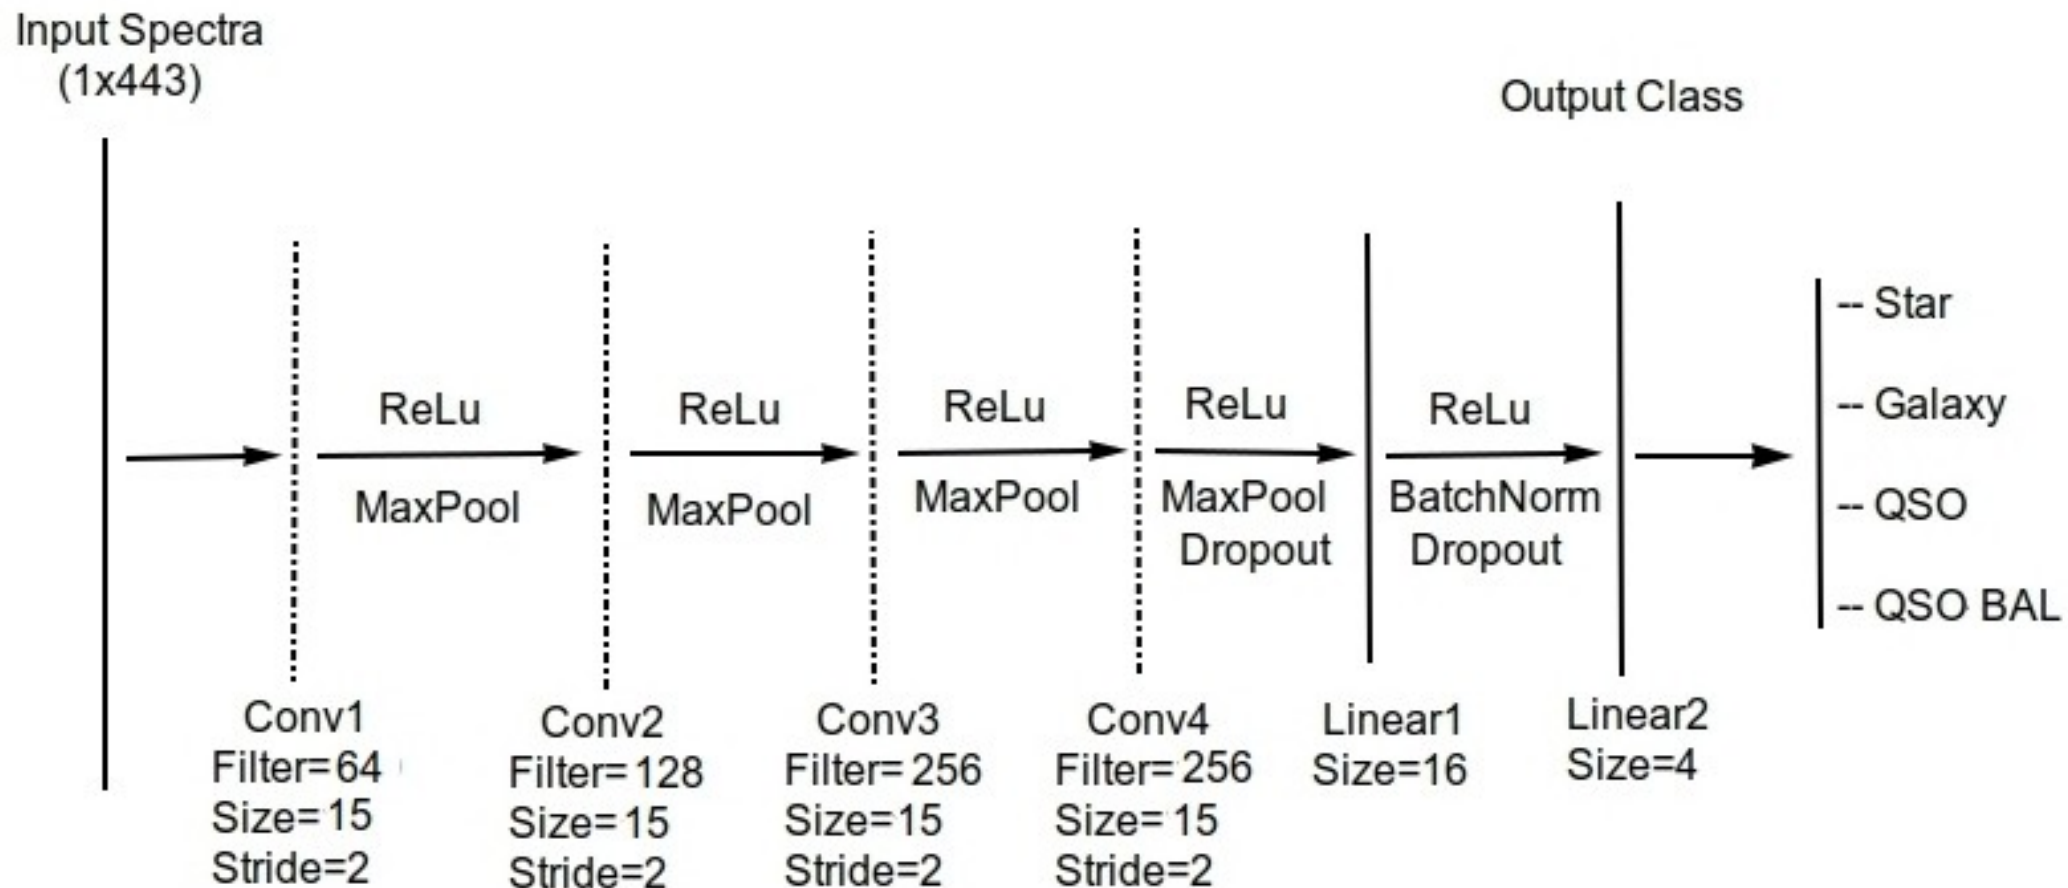 Input Spectra
(1x443)
Output Class
ReLu
MaxPool
ReLu
MaxPool
ReLu
MaxPool
ReLu
MaxPool
Dropout
ReLu
BatchNorm
Dropout
-- Star
-- Galaxy
-- QSO
-- QSO BAL
Conv1
Filter=64
Size=15
Stride=2
Conv2
Filter=128
Size=15
Stride=2
Conv3
Filter=256
Size=15
Stride=2
Conv4
Filter=256
Size=15
Stride=2
Linear1
Size=16
Linear2
Size=4